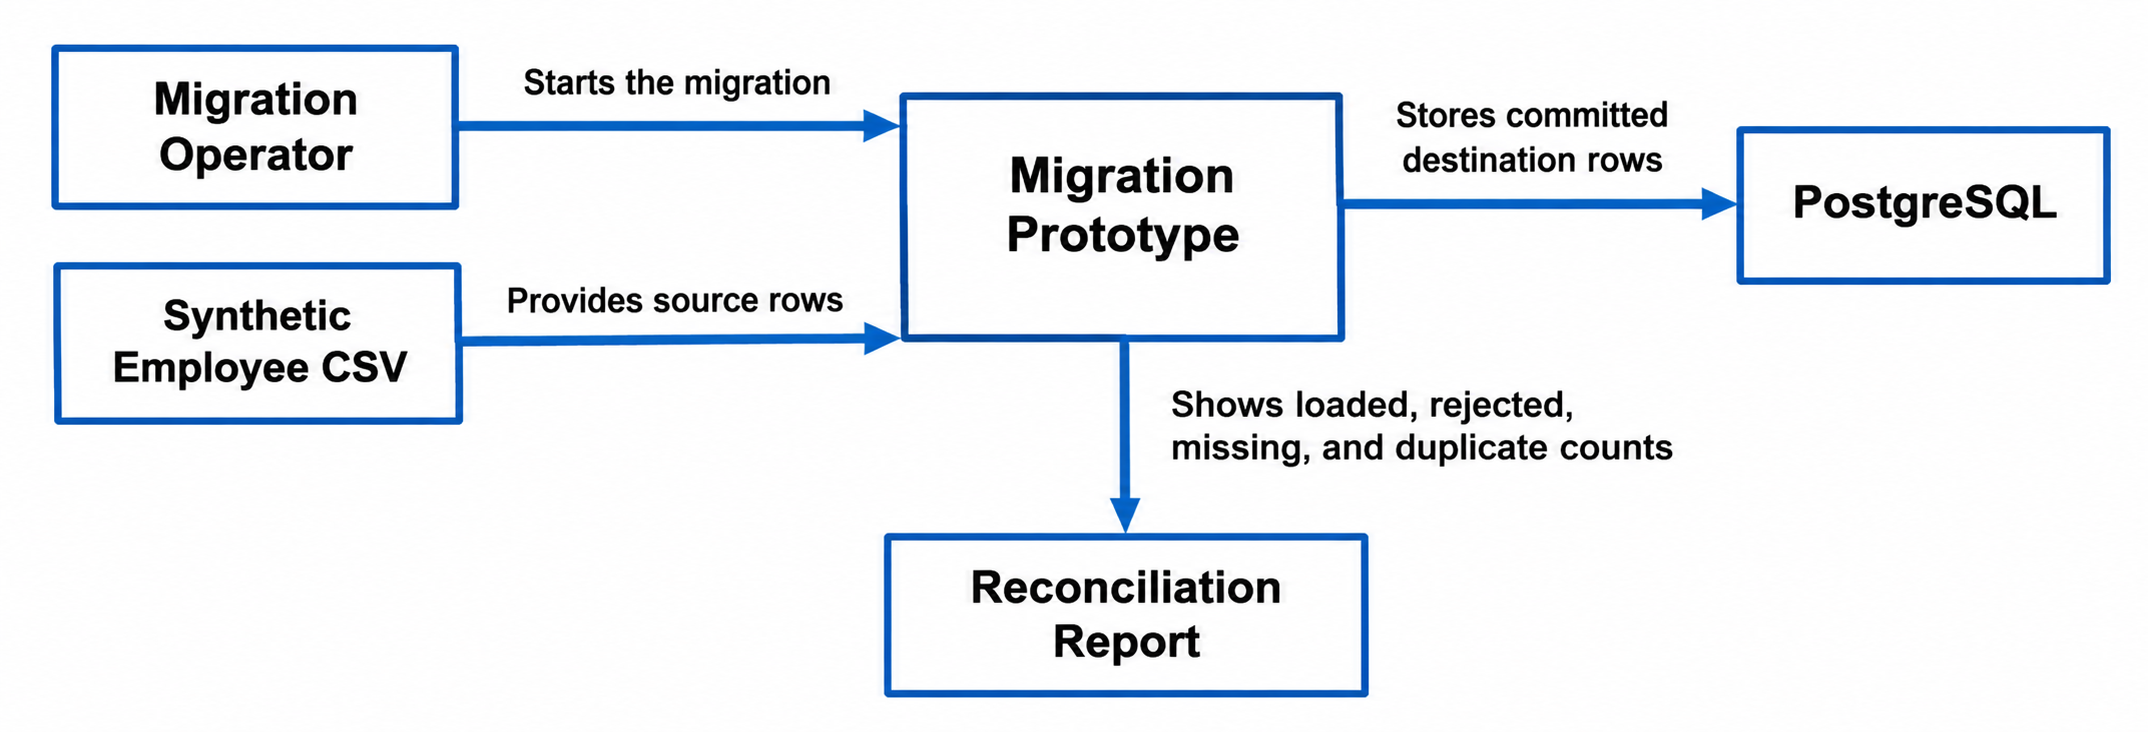 Migration
Operator
Starts the migration
Synthetic
Employee CSV
Provides source rows
Migration
Prototype
Stores committed
destination rows
PostgreSQL
Shows loaded, rejected,
missing, and duplicate counts
Reconciliation
Report